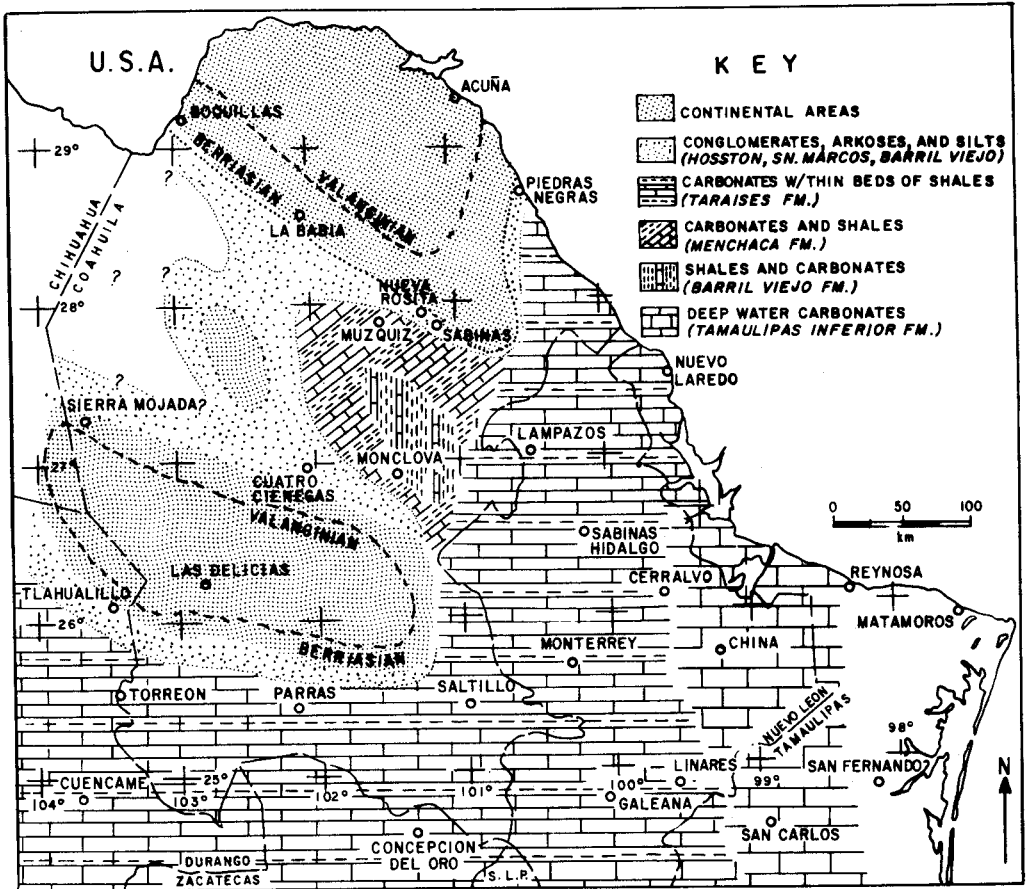 U.S.A.
KEY
CONTINENTAL AREAS
CONGLOMERATES, ARKOSES, AND SILTS
(HOSSTON, SN. MARCOS, BARRIL VIEJO)
CARBONATES W/THIN BEDS OF SHALES
(TARAISES FM.)
CARBONATES AND SHALES
(MENCHACA FM.)
SHALES AND CARBONATES
(BARRIL VIEJO FM.)
DEEP WATER CARBONATES
(TAMAULIPAS INFERIOR FM.)
ACUÑA
BOQUILLAS
29°
BERRIASIAN
VALANGINIAN
?
PIEDRAS
NEGRAS
LA BABIA
CHIHUAHUA
COAHUILA
?
?
28°
NUEVA
ROSITA
MUZQUIZ
SABINAS
NUEVO
LAREDO
?
SIERRA MOJADA?
LAMPAZOS
27°
MONCLOVA
CUATRO
CIENEGAS
VALANGINIAN
0 50 100
km
SABINAS
HIDALGO
LAS DELICIAS
CERRALVO
REYNOSA
TLAHUALILO
26°
MATAMOROS
BERRIASIAN
MONTERREY
CHINA
TORREON
PARRAS
SALTILLO
NUEVO LEON
TAMAULIPAS
98°
N
CUENCAME
25°
LINARES
99°
SAN FERNANDO?
104°
103°
102°
101°
100°
GALEANA
SAN CARLOS
CONCEPCION
DEL ORO
DURANGO
ZACATECAS
S.L.P.